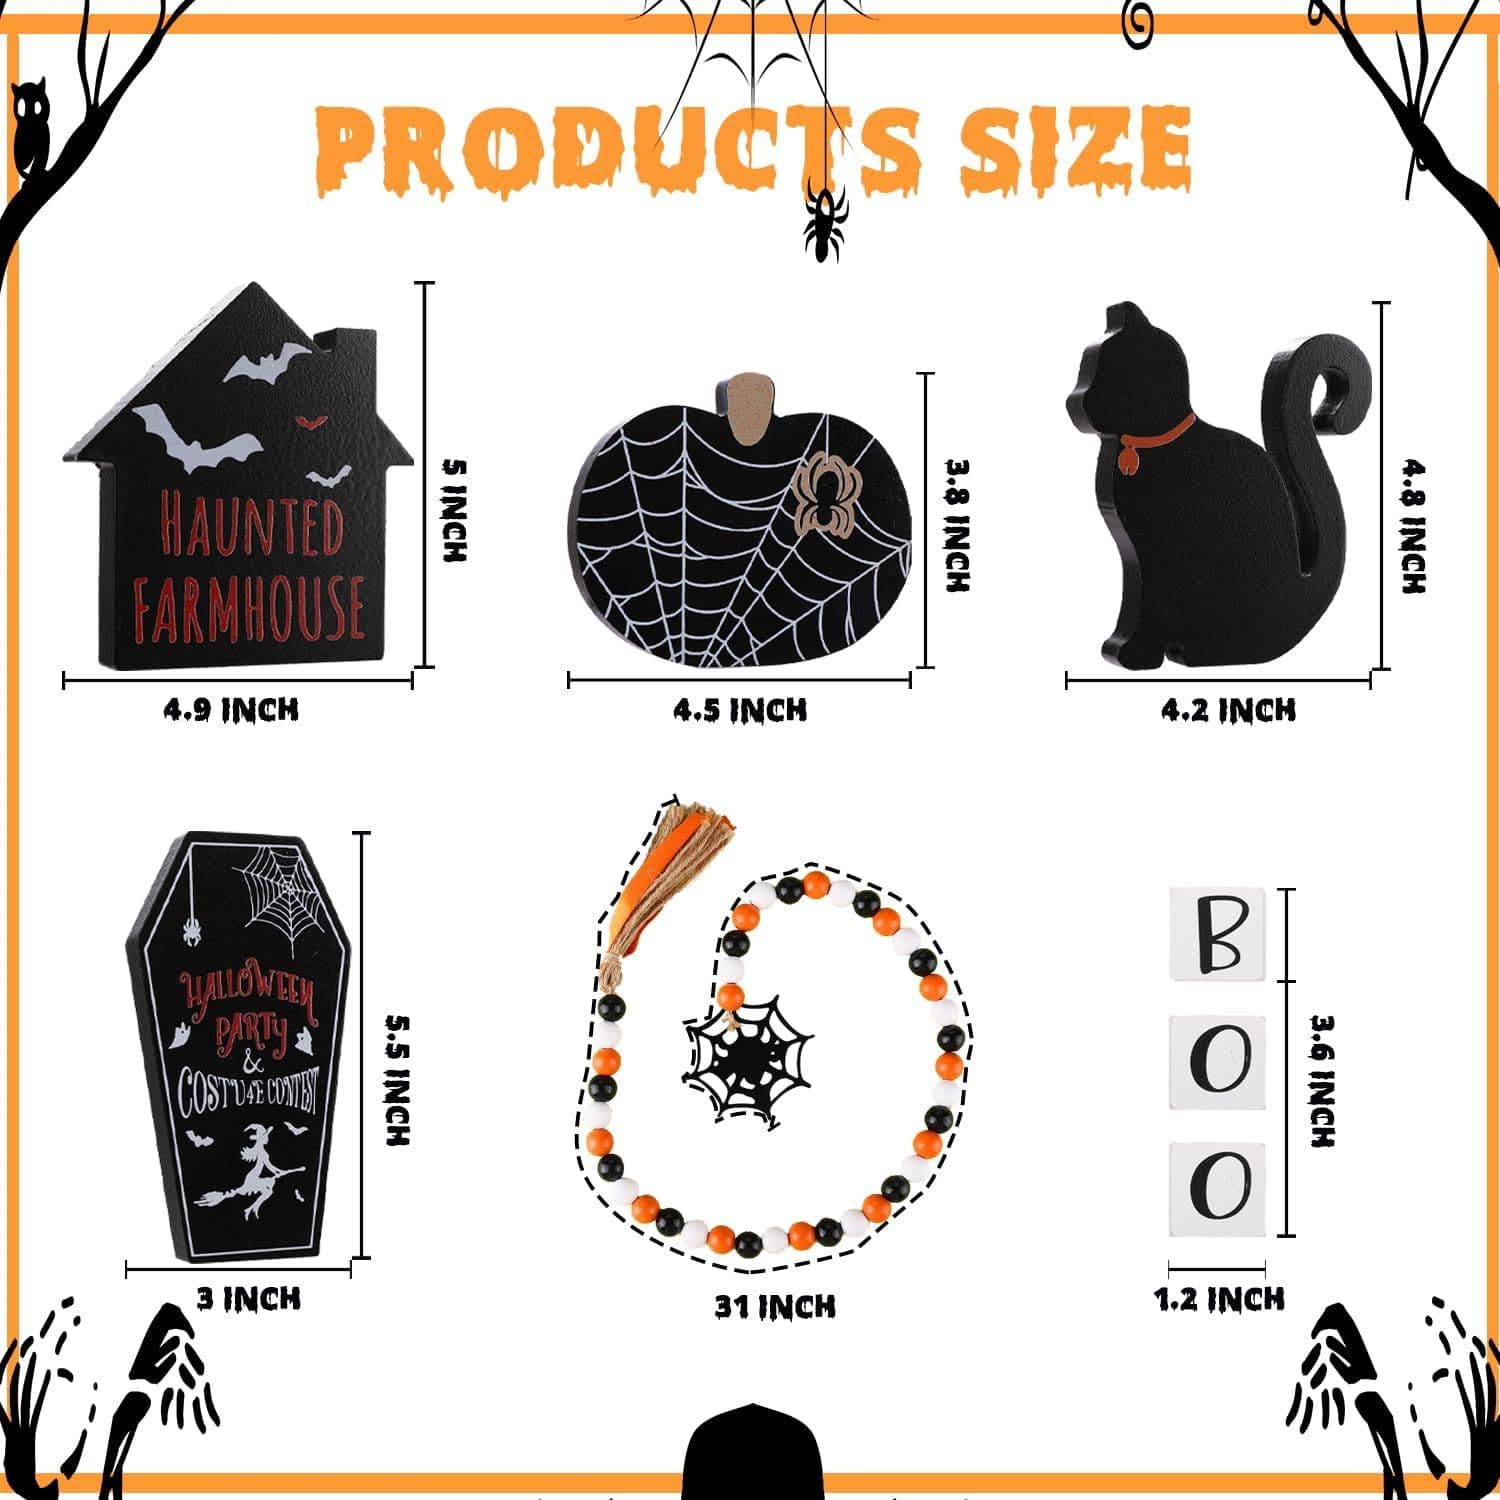 PRODUCTS SIZE
HAUNTED
FARMHOUSE
5 INCH
4.9 INCH
3.8 INCH
4.5 INCH
4.8 INCH
4.2 INCH
HALLOWEEN
PARTY
&
COSTUME CONTEST
5.5 INCH
3 INCH
31 INCH
B
O
O
3.6 INCH
1.2 INCH